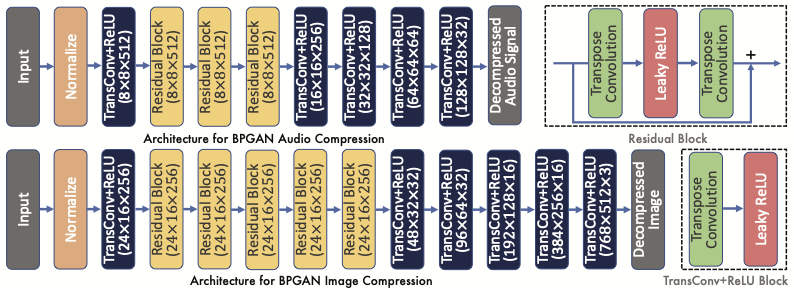 Input
Normalize
TransConv+ReLU
(8×8×512)
Residual Block
(8×8×512)
Residual Block
(8×8×512)
Residual Block
(8×8×512)
TransConv+ReLU
(16×16×256)
TransConv+ReLU
(32×32×128)
TransConv+ReLU
(64×64×64)
TransConv+ReLU
(128×128×32)
Decompressed
Audio Signal
Architecture for BPGAN Audio Compression
Transpose
Convolution
Leaky ReLU
Transpose
Convolution
+
Residual Block
Input
Normalize
TransConv+ReLU
(24×16×256)
Residual Block
(24×16×256)
Residual Block
(24×16×256)
Residual Block
(24×16×256)
Residual Block
(24×16×256)
Residual Block
(24×16×256)
TransConv+ReLU
(48×32×32)
TransConv+ReLU
(96×64×32)
TransConv+ReLU
(192×128×16)
TransConv+ReLU
(384×256×16)
TransConv+ReLU
(768×512×3)
Decompressed
Image
Architecture for BPGAN Image Compression
Transpose
Convolution
Leaky ReLU
TransConv+ReLU Block